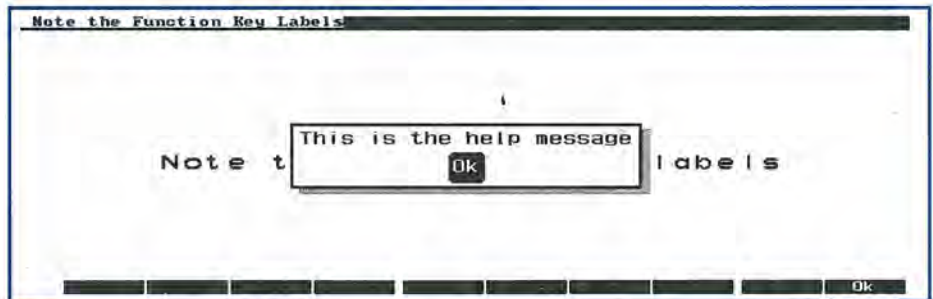 Note the Function Key Labels
This is the help message
Note t labels
Ok
Ok